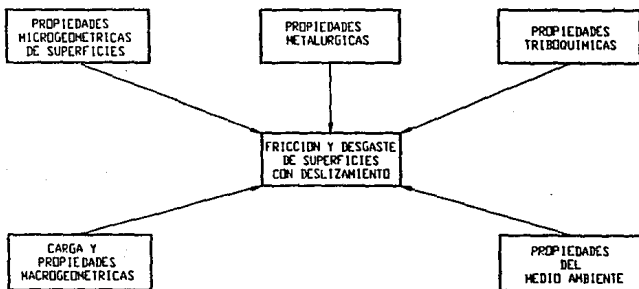 PROPIEDADES
MICROGEOMETRICAS
DE SUPERFICIES
PROPIEDADES
METALURGICAS
PROPIEDADES
TRIBOQUIMICAS
FRICCION Y DESGASTE
DE SUPERFICIES
CON DESLIZAMIENTO
CARGA Y
PROPIEDADES
MACROGEOMETRICAS
PROPIEDADES
DEL
MEDIO AMBIENTE